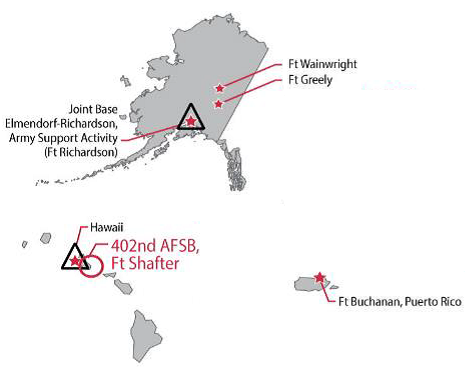 Ft Wainwright
Ft Greely
Joint Base
Elmendorf-Richardson,
Army Support Activity
(Ft Richardson)
Hawaii
402nd AFSB,
Ft Shafter
Ft Buchanan, Puerto Rico